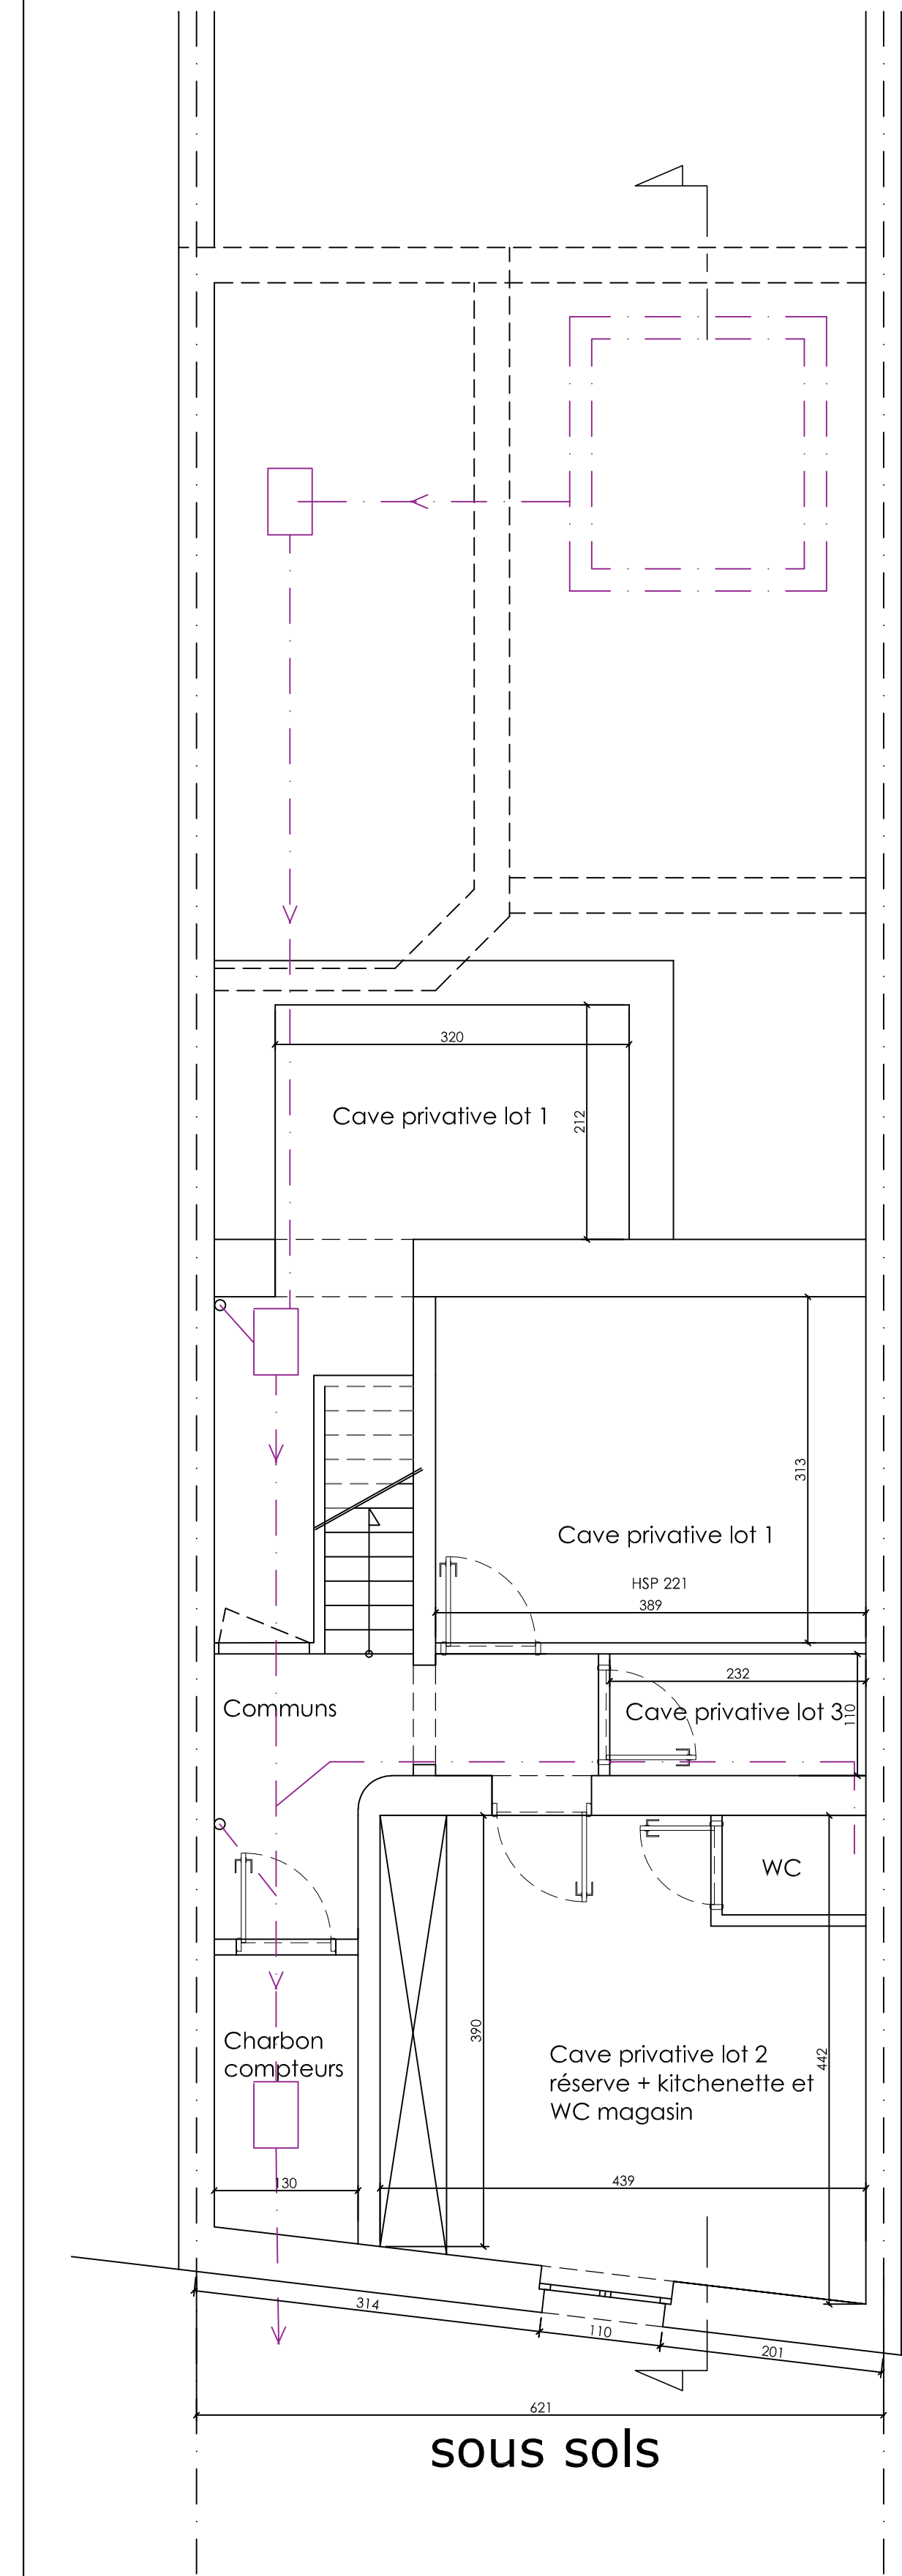 320
Cave privative lot 1
212
313
Cave privative lot 1
HSP 221
389
232
Communs
Cave privative lot 3
110
WC
390
Charbon
compteurs
Cave privative lot 2
réserve + kitchenette et
WC magasin
442
130
439
314
110
201
621
sous sols